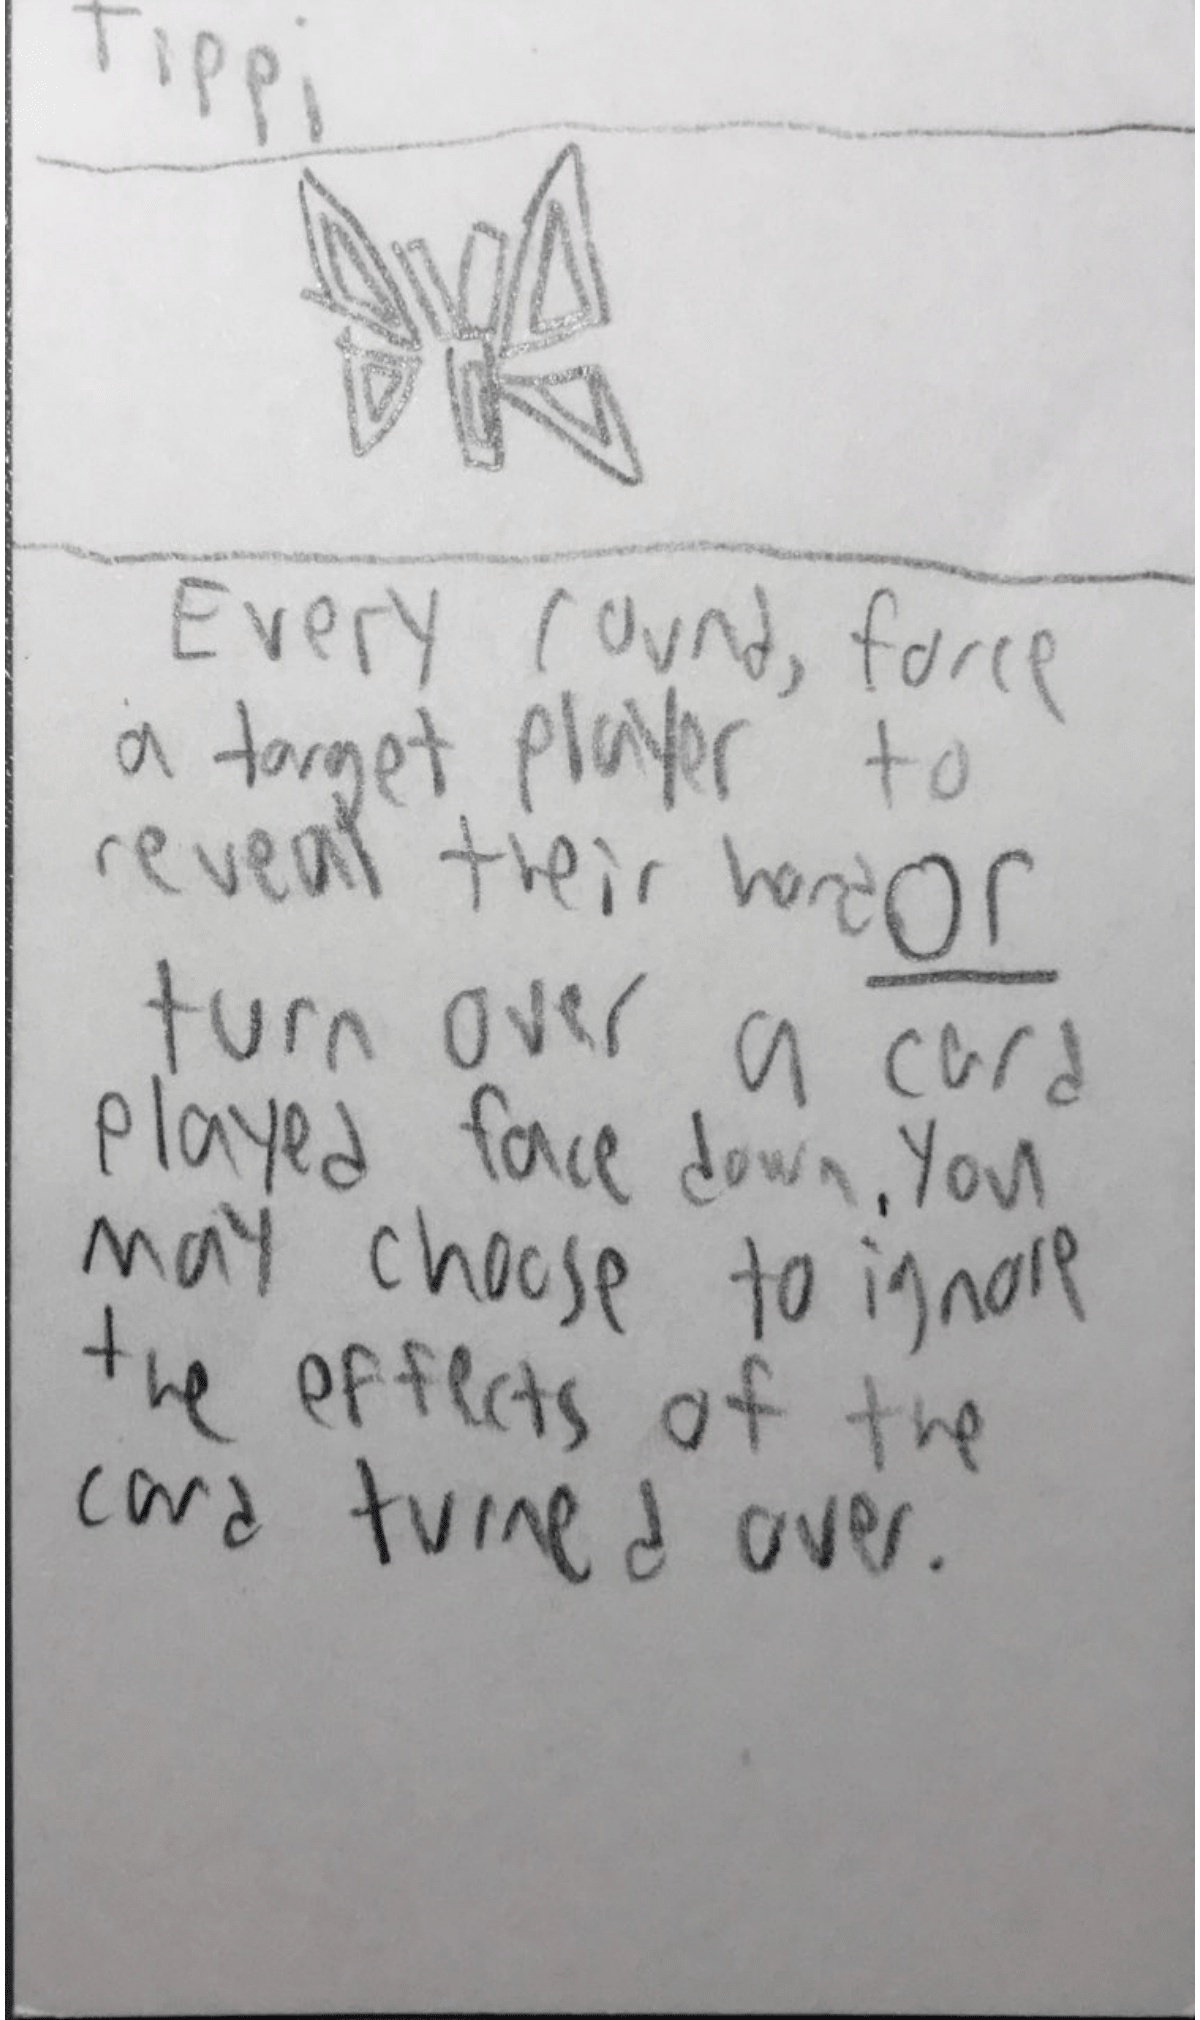 Tippi
Every round, force
a target player to
reveal their hand or
turn over a card
played face down. You
may choose to ignore
the effects of the
card turned over.